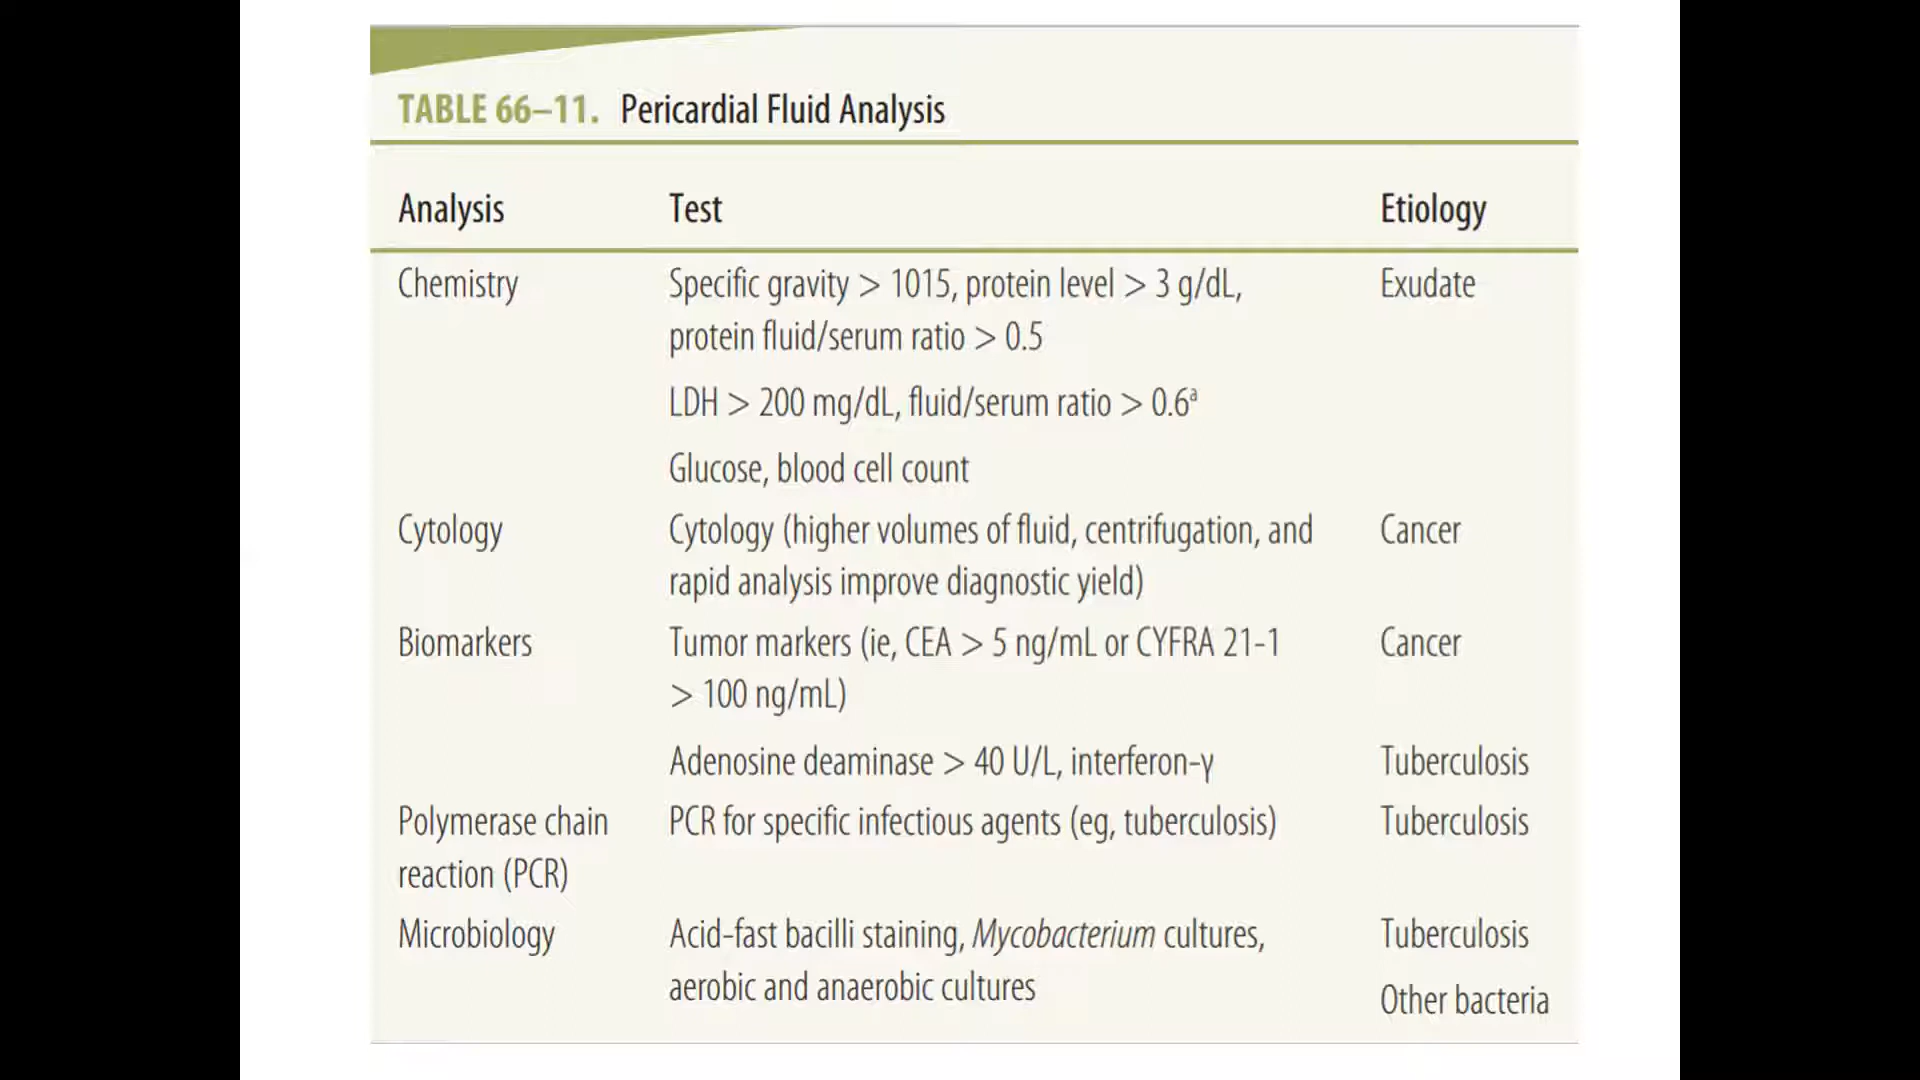 TABLE 66–11. Pericardial Fluid Analysis
Analysis Test Etiology
Chemistry Specific gravity > 1015, protein level > 3 g/dL, Exudate
protein fluid/serum ratio > 0.5
LDH > 200 mg/dL, fluid/serum ratio > 0.6ᵃ
Glucose, blood cell count
Cytology Cytology (higher volumes of fluid, centrifugation, and Cancer
rapid analysis improve diagnostic yield)
Biomarkers Tumor markers (ie, CEA > 5 ng/mL or CYFRA 21-1 Cancer
> 100 ng/mL)
Adenosine deaminase > 40 U/L, interferon-γ Tuberculosis
Polymerase chain PCR for specific infectious agents (eg, tuberculosis) Tuberculosis
reaction (PCR)
Microbiology Acid-fast bacilli staining, Mycobacterium cultures, Tuberculosis
aerobic and anaerobic cultures
Other bacteria